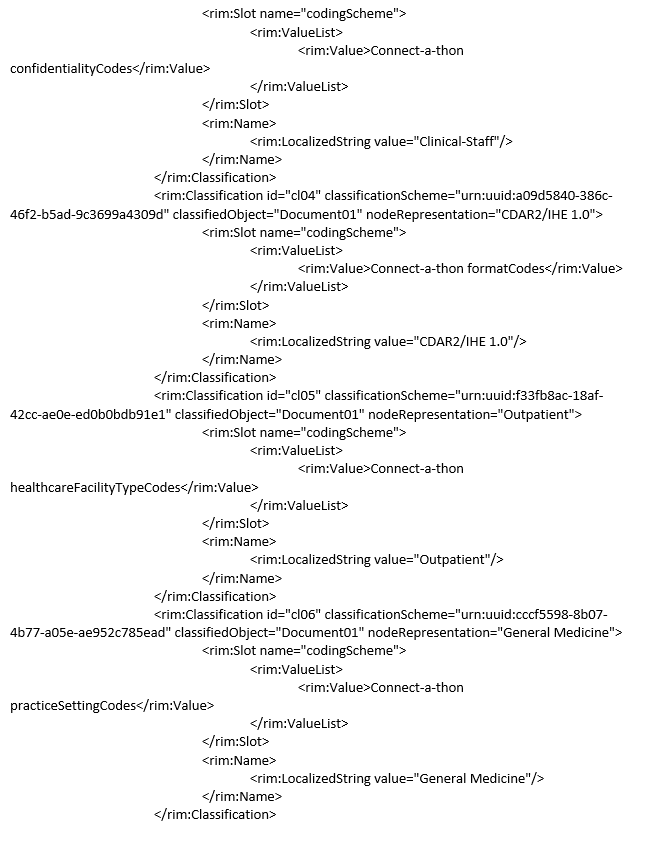 <rim:Slot name="codingScheme">
<rim:ValueList>
<rim:Value>Connect-a-thon
confidentialityCodes</rim:Value>
</rim:ValueList>
</rim:Slot>
<rim:Name>
<rim:LocalizedString value="Clinical-Staff"/>
</rim:Name>
</rim:Classification>
<rim:Classification id="cl04" classificationScheme="urn:uuid:a09d5840-386c-
46f2-b5ad-9c3699a4309d" classifiedObject="Document01" nodeRepresentation="CDAR2/IHE 1.0">
<rim:Slot name="codingScheme">
<rim:ValueList>
<rim:Value>Connect-a-thon formatCodes</rim:Value>
</rim:ValueList>
</rim:Slot>
<rim:Name>
<rim:LocalizedString value="CDAR2/IHE 1.0"/>
</rim:Name>
</rim:Classification>
<rim:Classification id="cl05" classificationScheme="urn:uuid:f33fb8ac-18af-
42cc-ae0e-ed0b0bdb91e1" classifiedObject="Document01" nodeRepresentation="Outpatient">
<rim:Slot name="codingScheme">
<rim:ValueList>
<rim:Value>Connect-a-thon
healthcareFacilityTypeCodes</rim:Value>
</rim:ValueList>
</rim:Slot>
<rim:Name>
<rim:LocalizedString value="Outpatient"/>
</rim:Name>
</rim:Classification>
<rim:Classification id="cl06" classificationScheme="urn:uuid:cccf5598-8b07-
4b77-a05e-ae952c785ead" classifiedObject="Document01" nodeRepresentation="General Medicine">
<rim:Slot name="codingScheme">
<rim:ValueList>
<rim:Value>Connect-a-thon
practiceSettingCodes</rim:Value>
</rim:ValueList>
</rim:Slot>
<rim:Name>
<rim:LocalizedString value="General Medicine"/>
</rim:Name>
</rim:Classification>